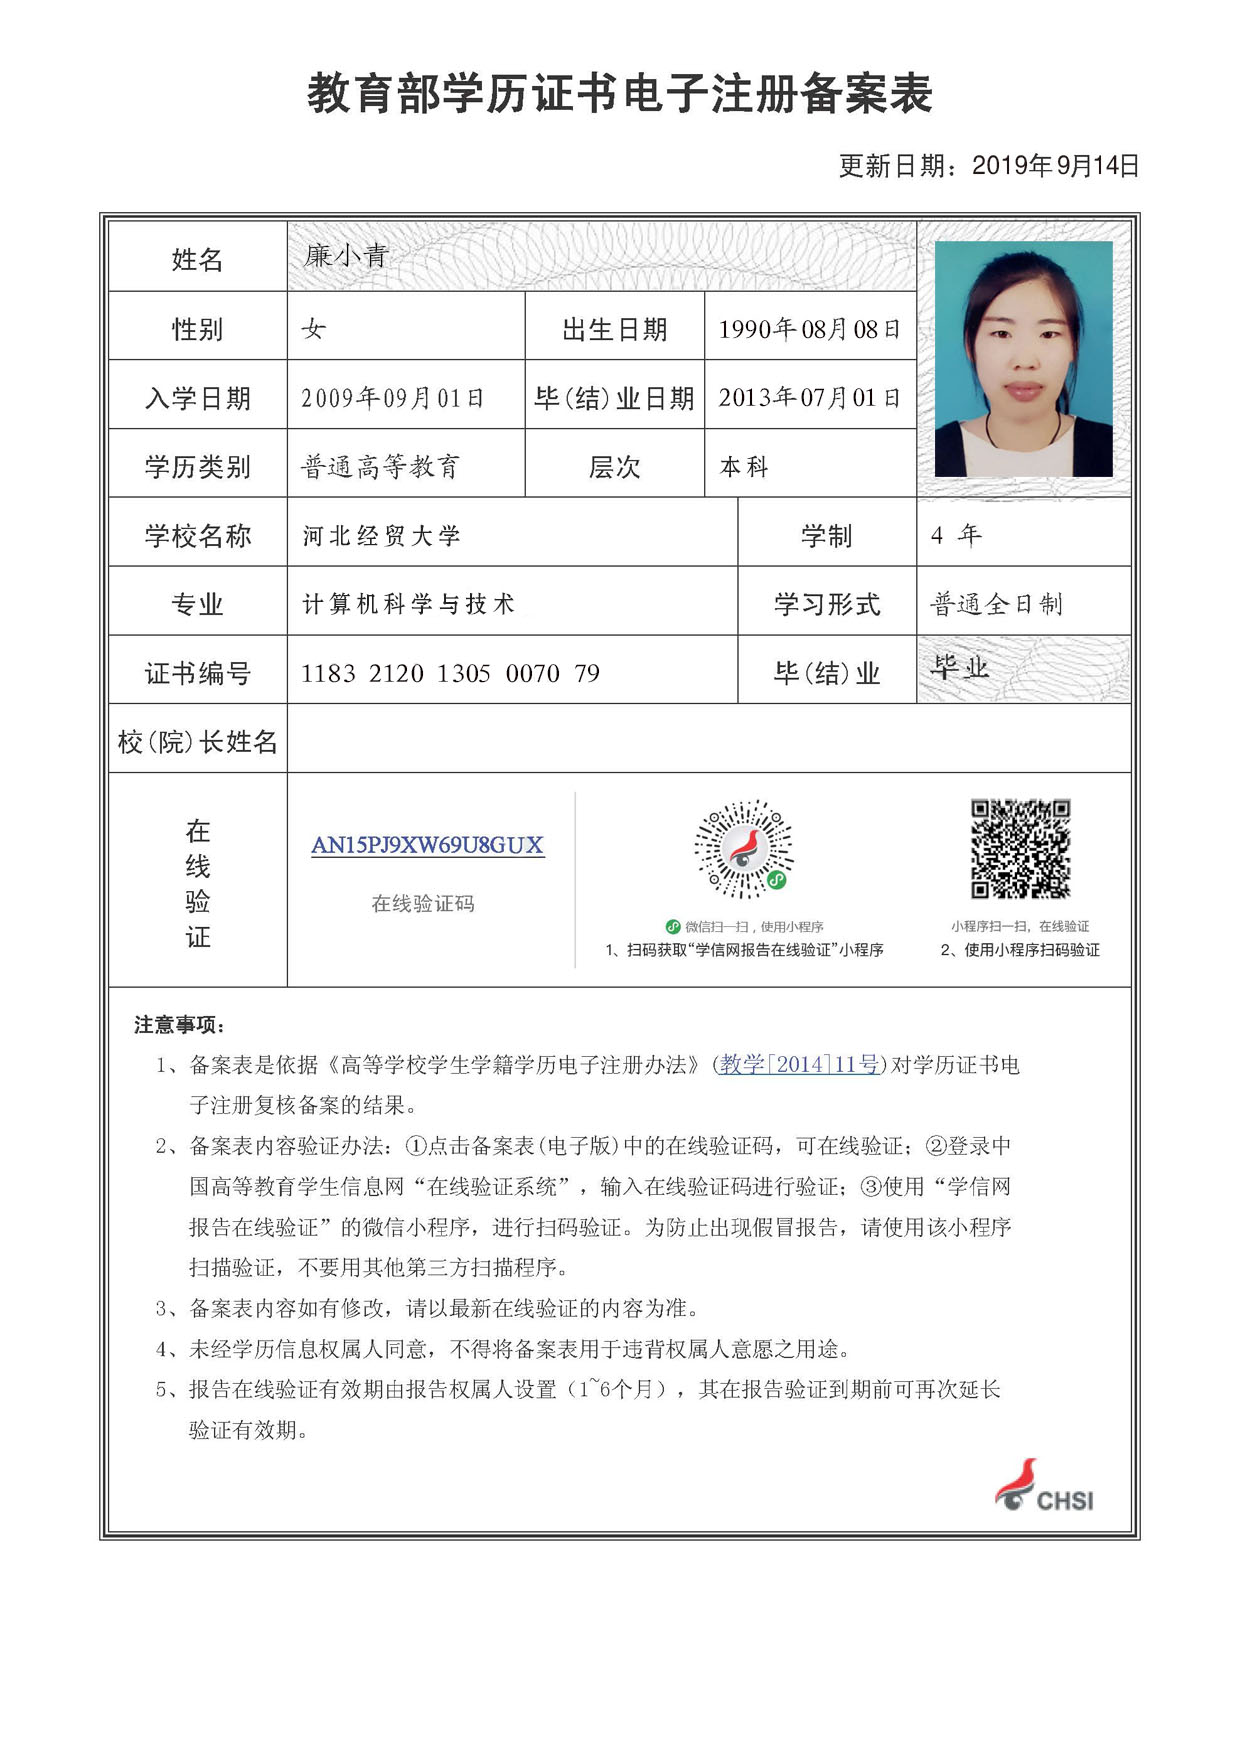 教育部学历证书电子注册备案表
更新日期：2019年9月14日
姓名 廉小青
性别 女 出生日期 1990年08月08日
入学日期 2009年09月01日 毕(结)业日期 2013年07月01日
学历类别 普通高等教育 层次 本科
学校名称 河北经贸大学 学制 4 年
专业 计算机科学与技术 学习形式 普通全日制
证书编号 1183 2120 1305 0070 79 毕(结)业 毕业
校(院)长姓名
在线验证
AN15PJ9XW69U8GUX
在线验证码
微信扫一扫，使用小程序
1、扫码获取“学信网报告在线验证”小程序
小程序扫一扫，在线验证
2、使用小程序扫码验证
注意事项：
1、备案表是依据《高等学校学生学籍学历电子注册办法》(教学[2014]11号)对学历证书电
子注册复核备案的结果。
2、备案表内容验证办法：①点击备案表(电子版)中的在线验证码，可在线验证；②登录中
国高等教育学生信息网“在线验证系统”，输入在线验证码进行验证；③使用“学信网
报告在线验证”的微信小程序，进行扫码验证。为防止出现假冒报告，请使用该小程序
扫描验证，不要用其他第三方扫描程序。
3、备案表内容如有修改，请以最新在线验证的内容为准。
4、未经学历信息权属人同意，不得将备案表用于违背权属人意愿之用途。
5、报告在线验证有效期由报告权属人设置（1~6个月），其在报告验证到期前可再次延长
验证有效期。
CHSI